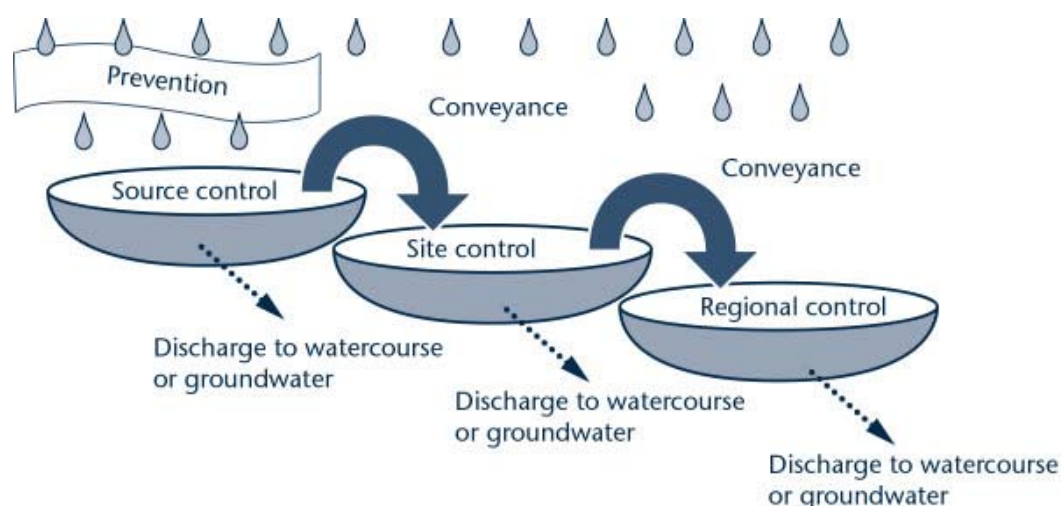 Prevention
Conveyance
Conveyance
Source control
Site control
Regional control
Discharge to watercourse
or groundwater
Discharge to watercourse
or groundwater
Discharge to watercourse
or groundwater